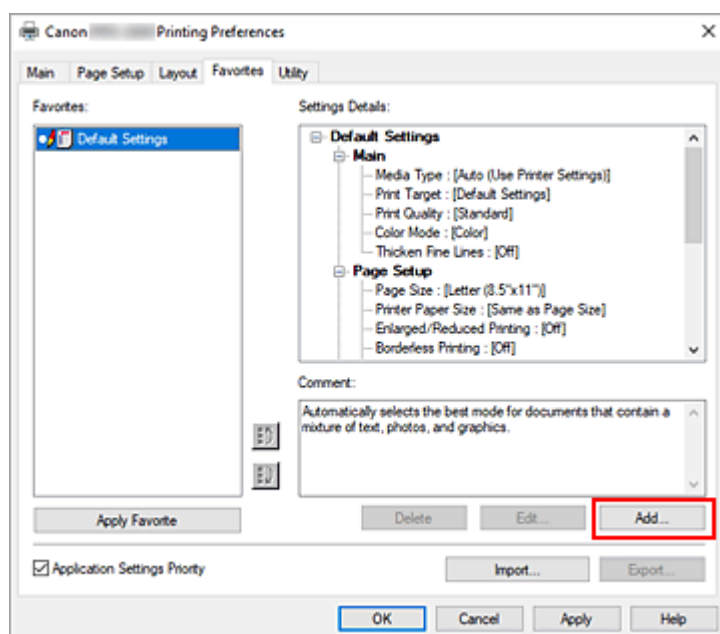 Canon Printing Preferences
Main Page Setup Layout Favorites Utility
Favorites:
Default Settings
Settings Details:
Default Settings
Main
Media Type : [Auto (Use Printer Settings)]
Print Target : [Default Settings]
Print Quality : [Standard]
Color Mode : [Color]
Thicken Fine Lines : [Off]
Page Setup
Page Size : [Letter (8.5"x11")]
Printer Paper Size : [Same as Page Size]
Enlarged/Reduced Printing : [Off]
Borderless Printing : [Off]
Comment:
Automatically selects the best mode for documents that contain a
mixture of text, photos, and graphics.
Apply Favorite
Delete Edit... Add...
Application Settings Priority
Import... Export...
OK Cancel Apply Help